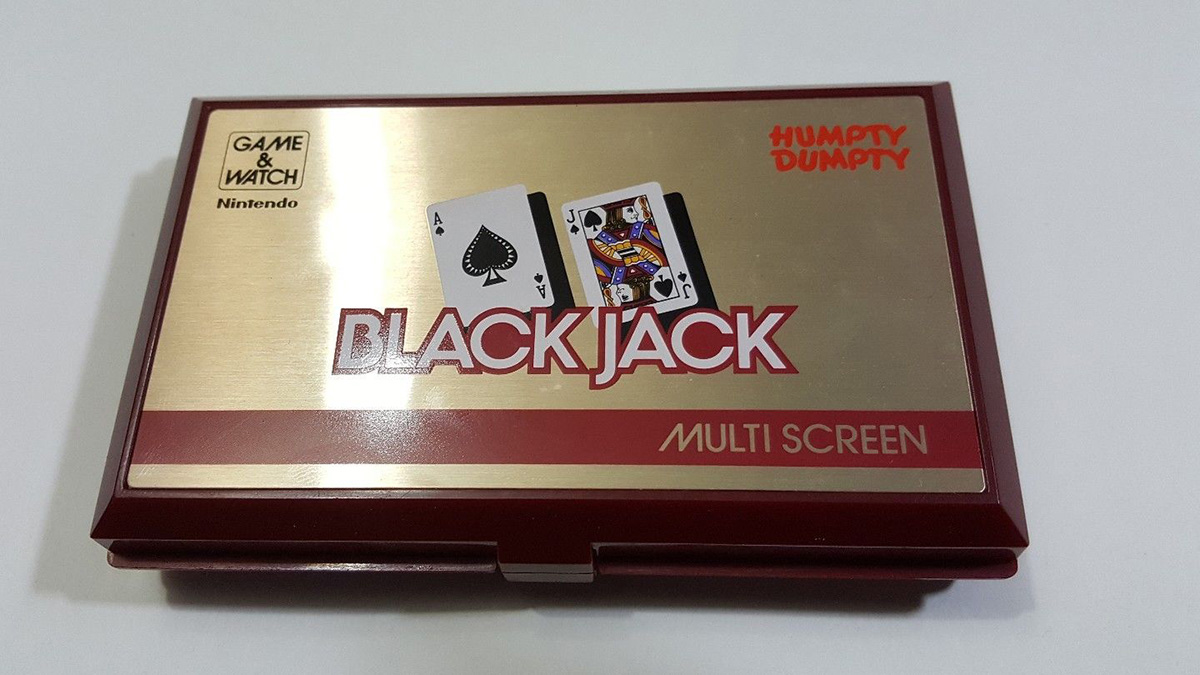 GAME
&
WATCH
Nintendo
HUMPTY
DUMPTY
A
A
J
J
BLACK JACK
MULTI SCREEN